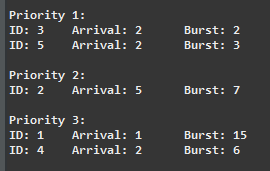 Priority 1:
ID: 3    Arrival: 2      Burst: 2
ID: 5    Arrival: 2      Burst: 3

Priority 2:
ID: 2    Arrival: 5      Burst: 7

Priority 3:
ID: 1    Arrival: 1      Burst: 15
ID: 4    Arrival: 2      Burst: 6